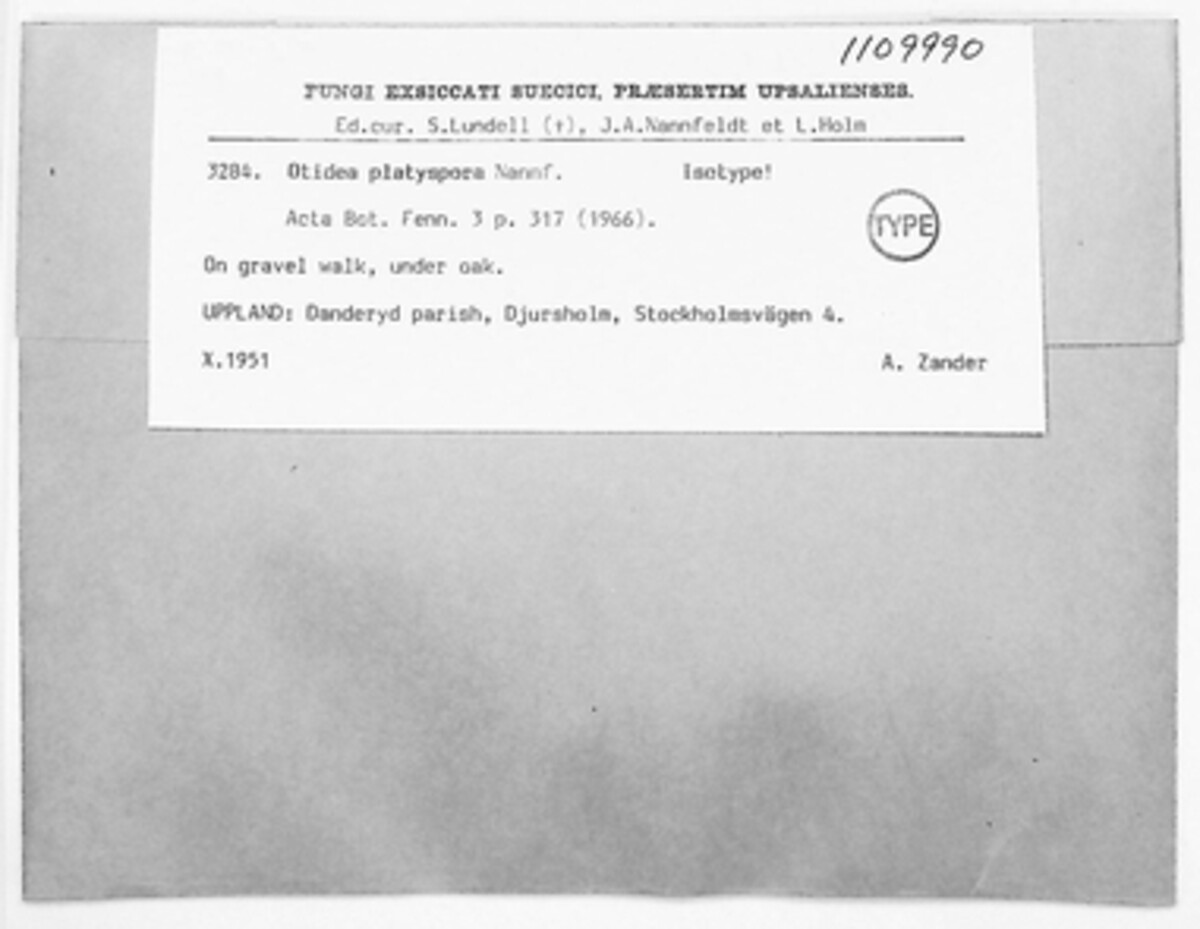 1109990
FUNGI EXSICCATI SUECICI, PRÆSERTIM UPSALIENSES.
Ed.cur. S.Lundell (†), J.A.Nannfeldt et L.Holm
3284. Otidea platyspora Nannf. Isotype!
Acta Bot. Fenn. 3 p. 317 (1966).
TYPE
On gravel walk, under oak.
UPPLAND: Danderyd parish, Djursholm, Stockholmsvägen 4.
X.1951 A. Zander